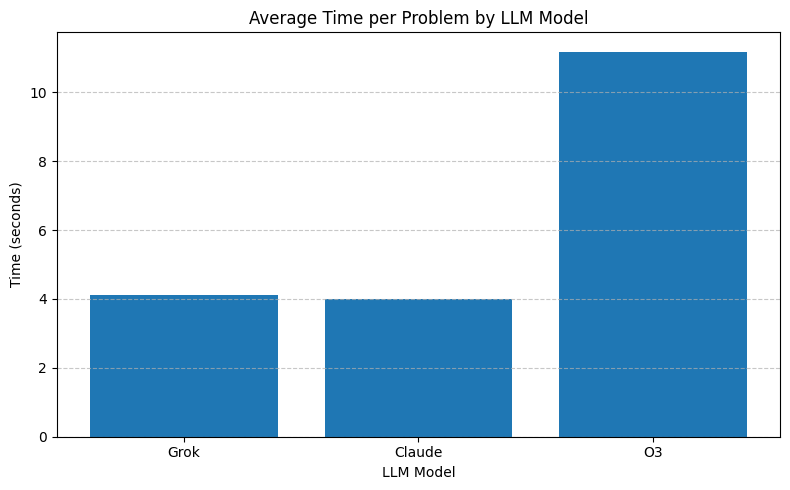 Average Time per Problem by LLM Model
Time (seconds)
10
8
6
4
2
0
Grok Claude O3
LLM Model